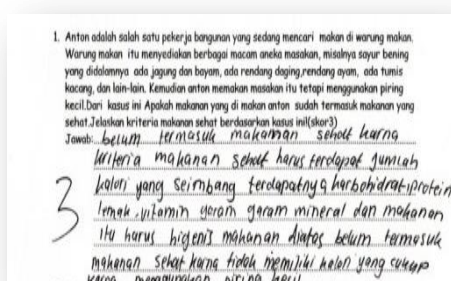 1. Anton adalah salah satu pekerja bangunan yang sedang mencari makan di warung makan.
Warung makan itu menyediakan berbagai macam aneka masakan, misalnya sayur bening
yang didalamnya ada jagung dan bayam, ada rendang daging,rendang ayam, ada tumis
kacang, dan lain-lain. Kemudian anton memakan masakan itu tetapi menggunakan piring
kecil.Dari kasus ini Apakah makanan yang di makan anton sudah termasuk makanan yang
sehat.Jelaskan kriteria makanan sehat berdasarkan kasus ini!(skor3)
Jawab: belum termasuk makanan sehat karna
kriteria makanan sehat harus terdapat jumlah
3 kalori yang seimbang terdapatnya karbohidrat, protein
lemak, vitamin garam garam mineral dan makanan
itu harus higenis makanan diatas belum termasuk
makanan sehat karna tidak memiliki kalori yang cukup
karna menggunakan piring kecil